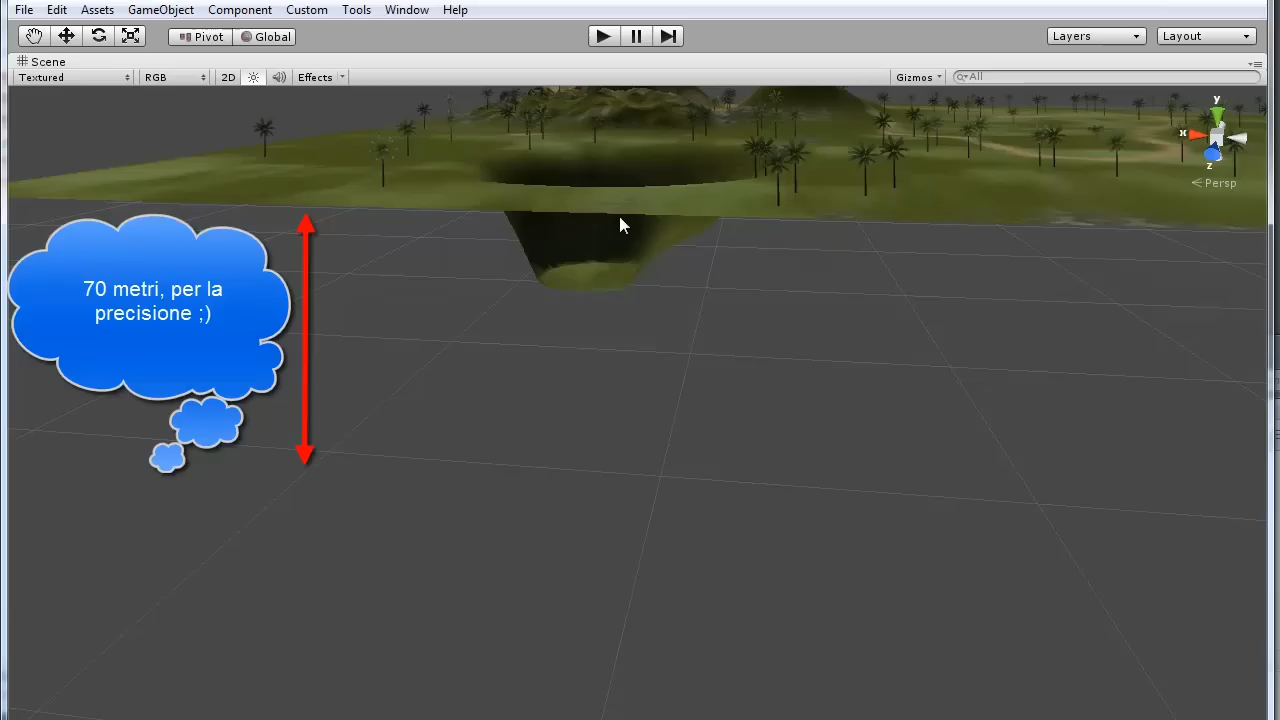 File Edit Assets GameObject Component Custom Tools Window Help
Pivot Global Layers Layout
Scene
Textured RGB 2D Effects Gizmos All
y
x
z
Persp
70 metri, per la
precisione ;)